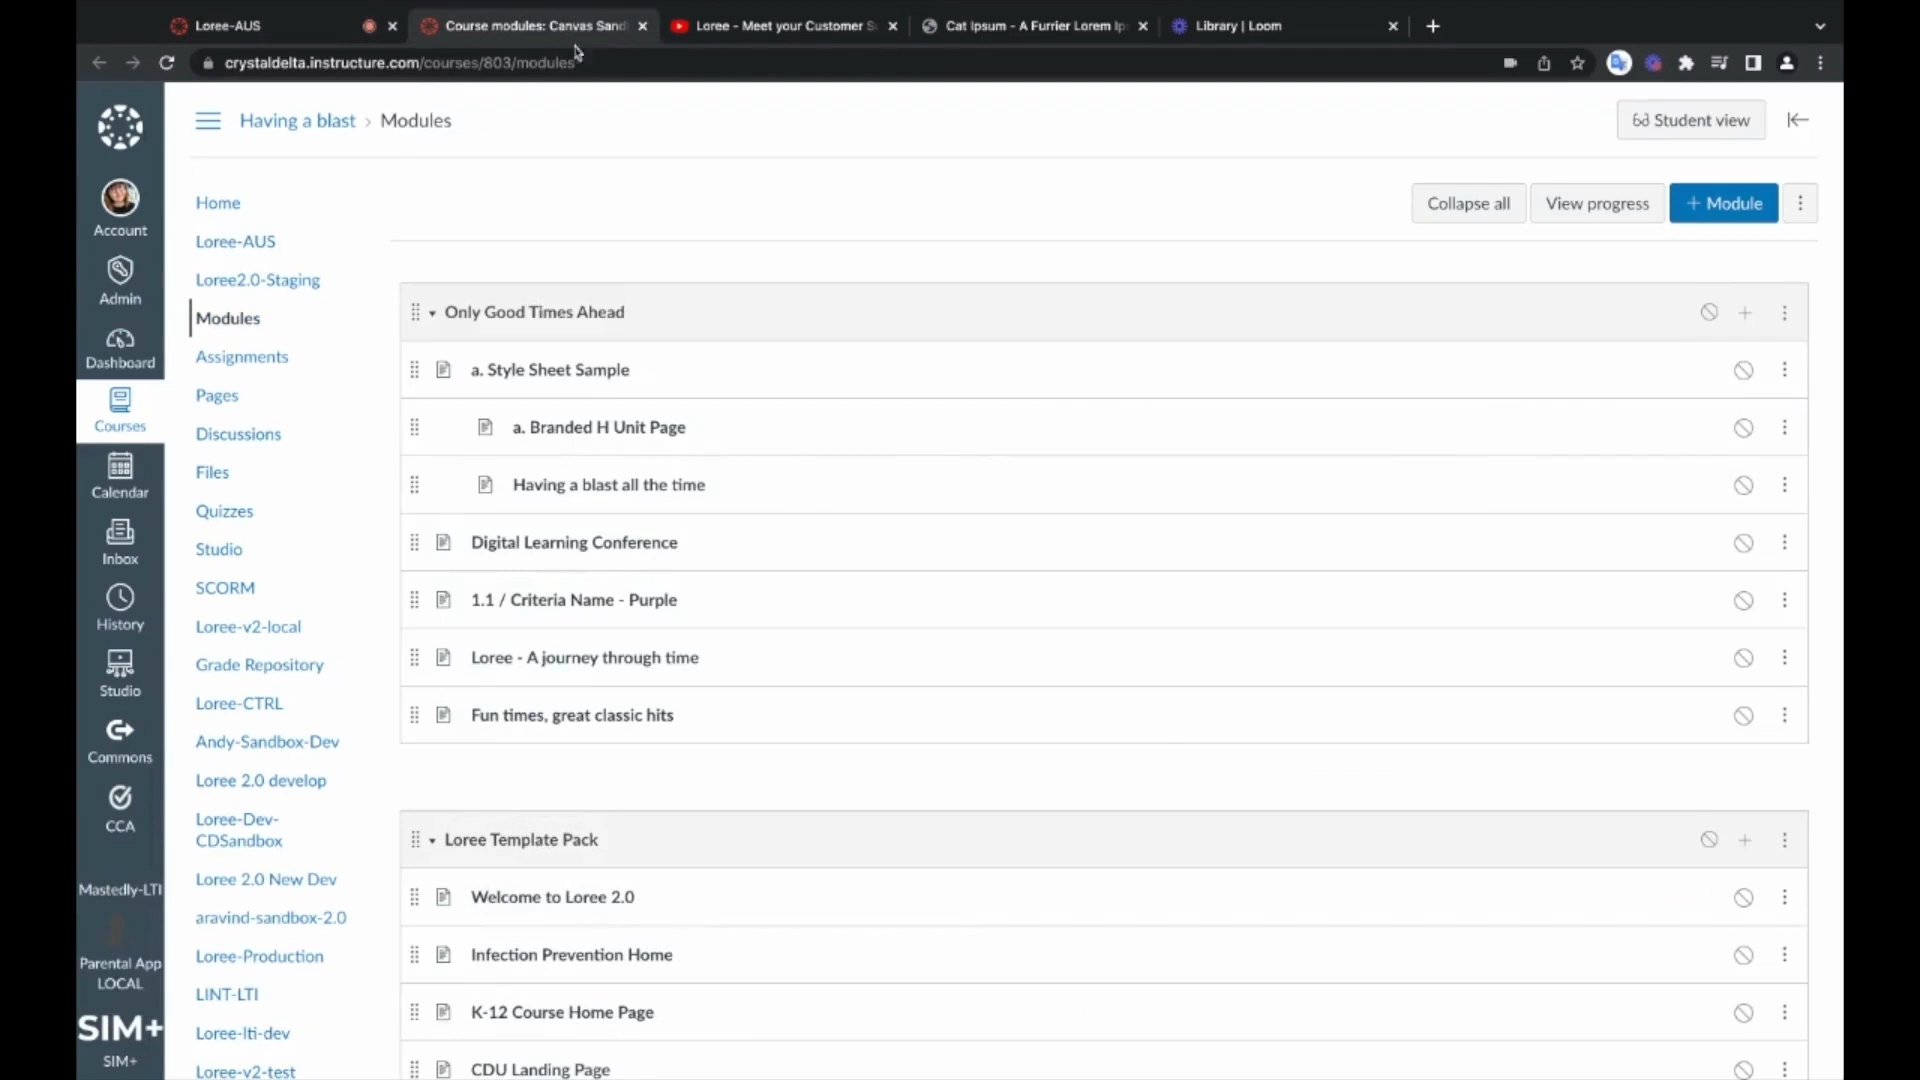 Loree-AUS
Course modules: Canvas Sand
Loree - Meet your Customer S
Cat Ipsum - A Furrier Lorem Ip
Library | Loom
crystaldelta.instructure.com/courses/803/modules
Having a blast › Modules
Student view
Account
Admin
Dashboard
Courses
Calendar
Inbox
History
Studio
Commons
CCA
Mastedly-LTI
Parental App
LOCAL
SIM+
SIM+
Home
Loree-AUS
Loree2.0-Staging
Modules
Assignments
Pages
Discussions
Files
Quizzes
Studio
SCORM
Loree-v2-local
Grade Repository
Loree-CTRL
Andy-Sandbox-Dev
Loree 2.0 develop
Loree-Dev-
CDSandbox
Loree 2.0 New Dev
aravind-sandbox-2.0
Loree-Production
LINT-LTI
Loree-lti-dev
Loree-v2-test
Collapse all
View progress
+ Module
Only Good Times Ahead
a. Style Sheet Sample
a. Branded H Unit Page
Having a blast all the time
Digital Learning Conference
1.1 / Criteria Name - Purple
Loree - A journey through time
Fun times, great classic hits
Loree Template Pack
Welcome to Loree 2.0
Infection Prevention Home
K-12 Course Home Page
CDU Landing Page